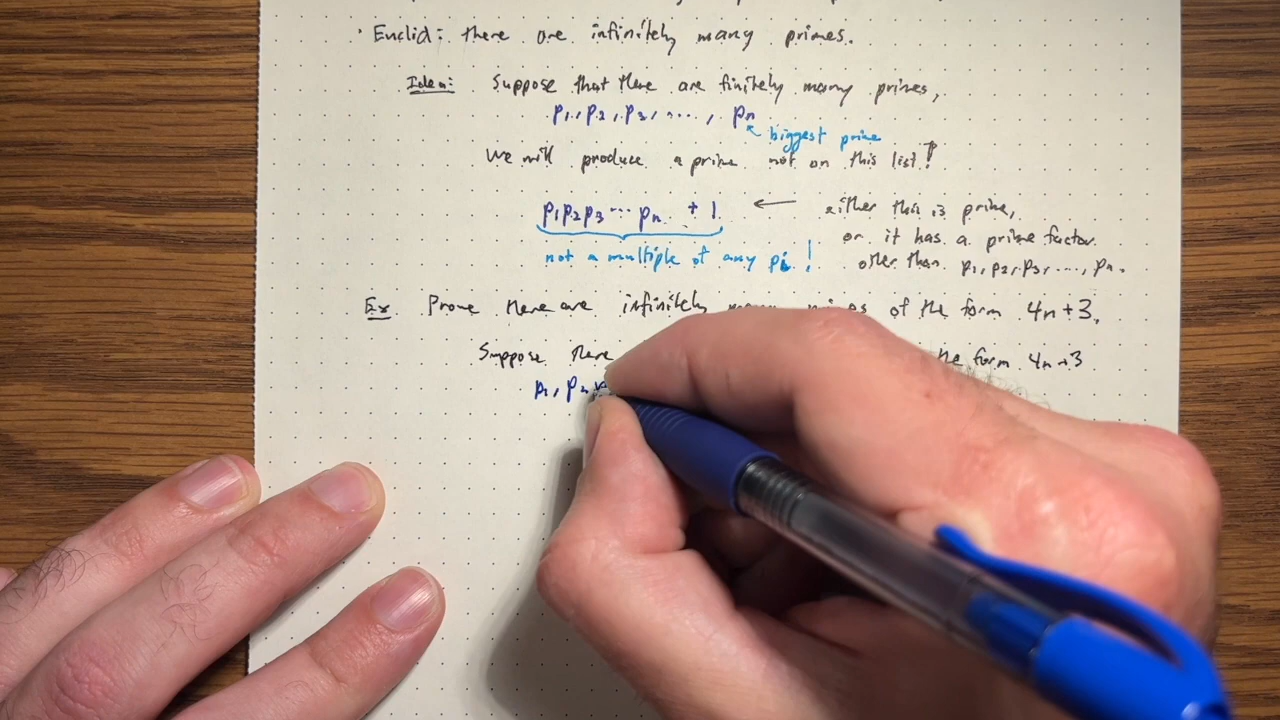 · Euclid: there are infinitely many primes.
Idea: Suppose that there are finitely many primes,
p1, p2, p3, ...., pn
biggest prime
We will produce a prime not on this list!
p1p2p3 ... pn + 1 ← either this is prime,
or it has a prime factor
not a multiple of any pi! other than p1, p2, p3, ..., pn.
Ex Prove there are infinitely many primes of the form 4n+3.
Suppose there the form 4n+3
p1, p2